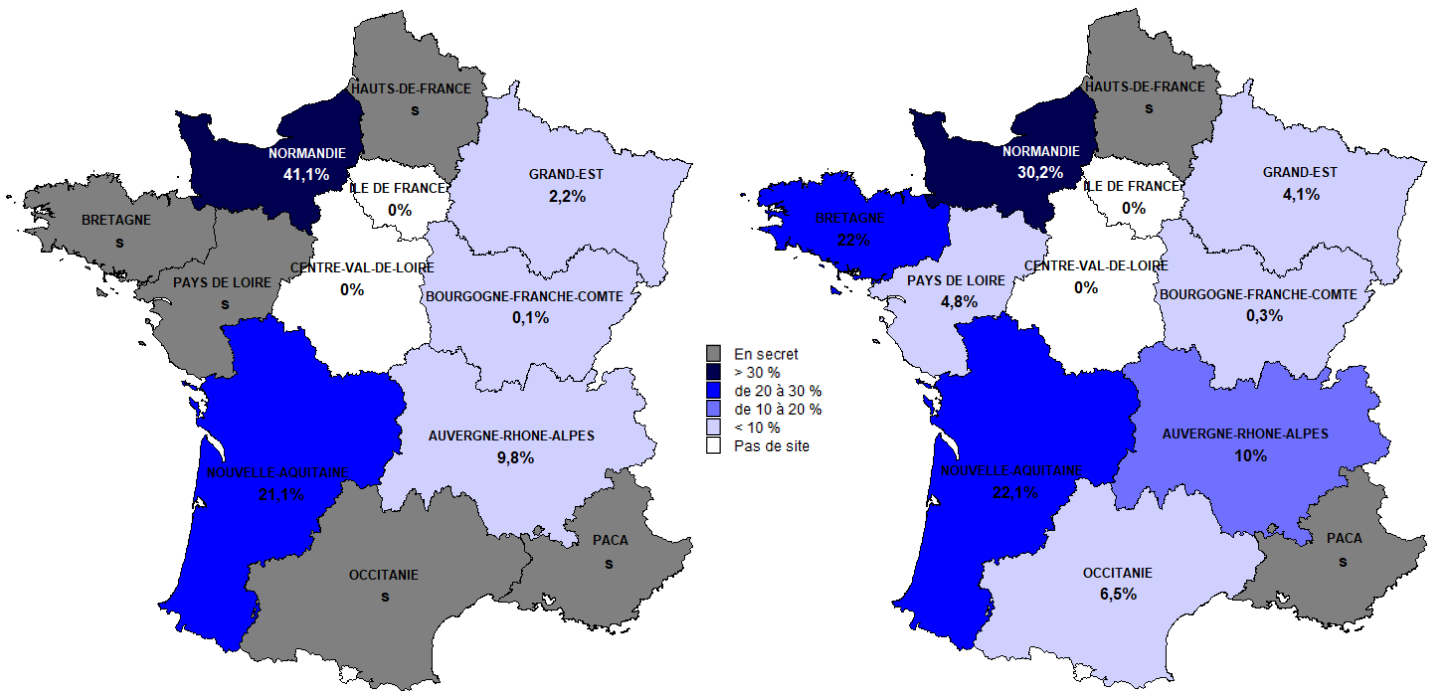 HAUTS-DE-FRANCE
s
NORMANDIE
41,1%
ILE DE FRANCE
0%
GRAND-EST
2,2%
BRETAGNE
s
PAYS DE LOIRE
s
CENTRE-VAL-DE-LOIRE
0%
BOURGOGNE-FRANCHE-COMTE
0,1%
AUVERGNE-RHONE-ALPES
9,8%
NOUVELLE-AQUITAINE
21,1%
PACA
s
OCCITANIE
s
En secret
> 30 %
de 20 à 30 %
de 10 à 20 %
< 10 %
Pas de site
HAUTS-DE-FRANCE
s
NORMANDIE
30,2%
ILE DE FRANCE
0%
GRAND-EST
4,1%
BRETAGNE
22%
PAYS DE LOIRE
4,8%
CENTRE-VAL-DE-LOIRE
0%
BOURGOGNE-FRANCHE-COMTE
0,3%
AUVERGNE-RHONE-ALPES
10%
NOUVELLE-AQUITAINE
22,1%
PACA
s
OCCITANIE
6,5%